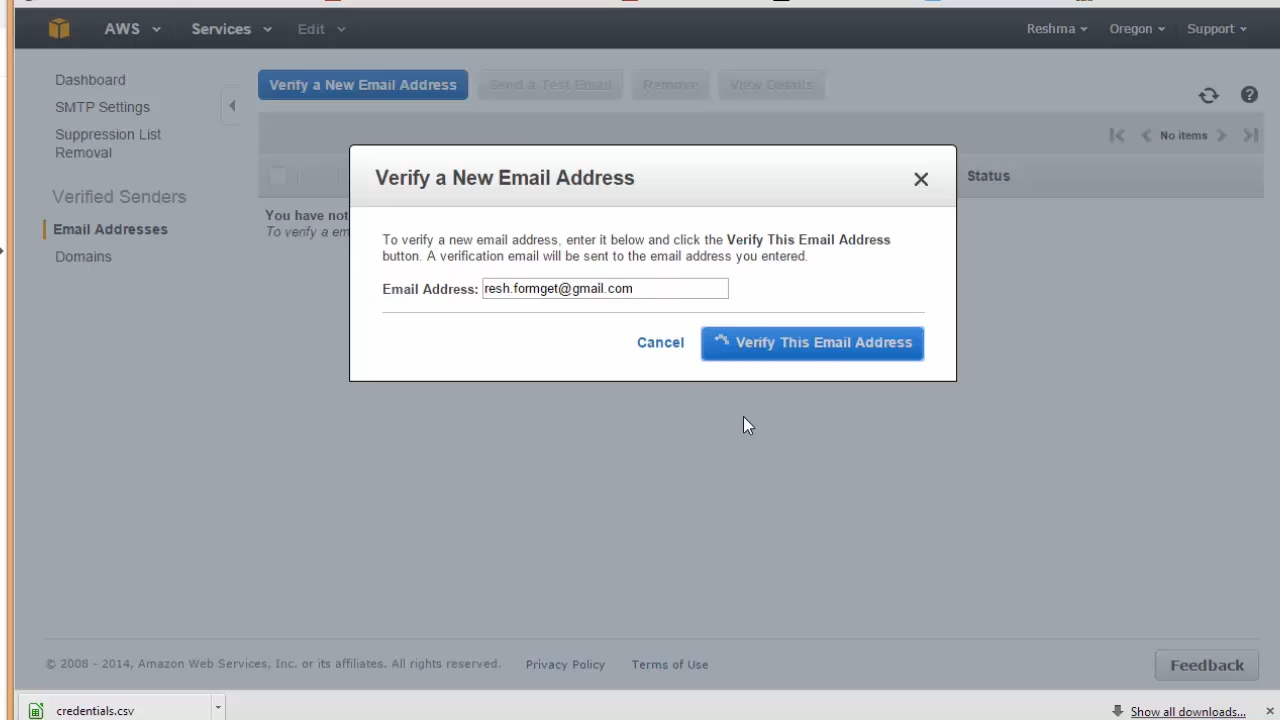 AWS Services Edit Reshma Oregon Support
Dashboard
SMTP Settings
Suppression List
Removal
Verified Senders
Email Addresses
Domains
Verify a New Email Address Send a Test Email Remove View Details
No items
Status
You have not
To verify a em
Verify a New Email Address
To verify a new email address, enter it below and click the Verify This Email Address
button. A verification email will be sent to the email address you entered.
Email Address: resh.formget@gmail.com
Cancel Verify This Email Address
© 2008 - 2014, Amazon Web Services, Inc. or its affiliates. All rights reserved. Privacy Policy Terms of Use
Feedback
credentials.csv Show all downloads...